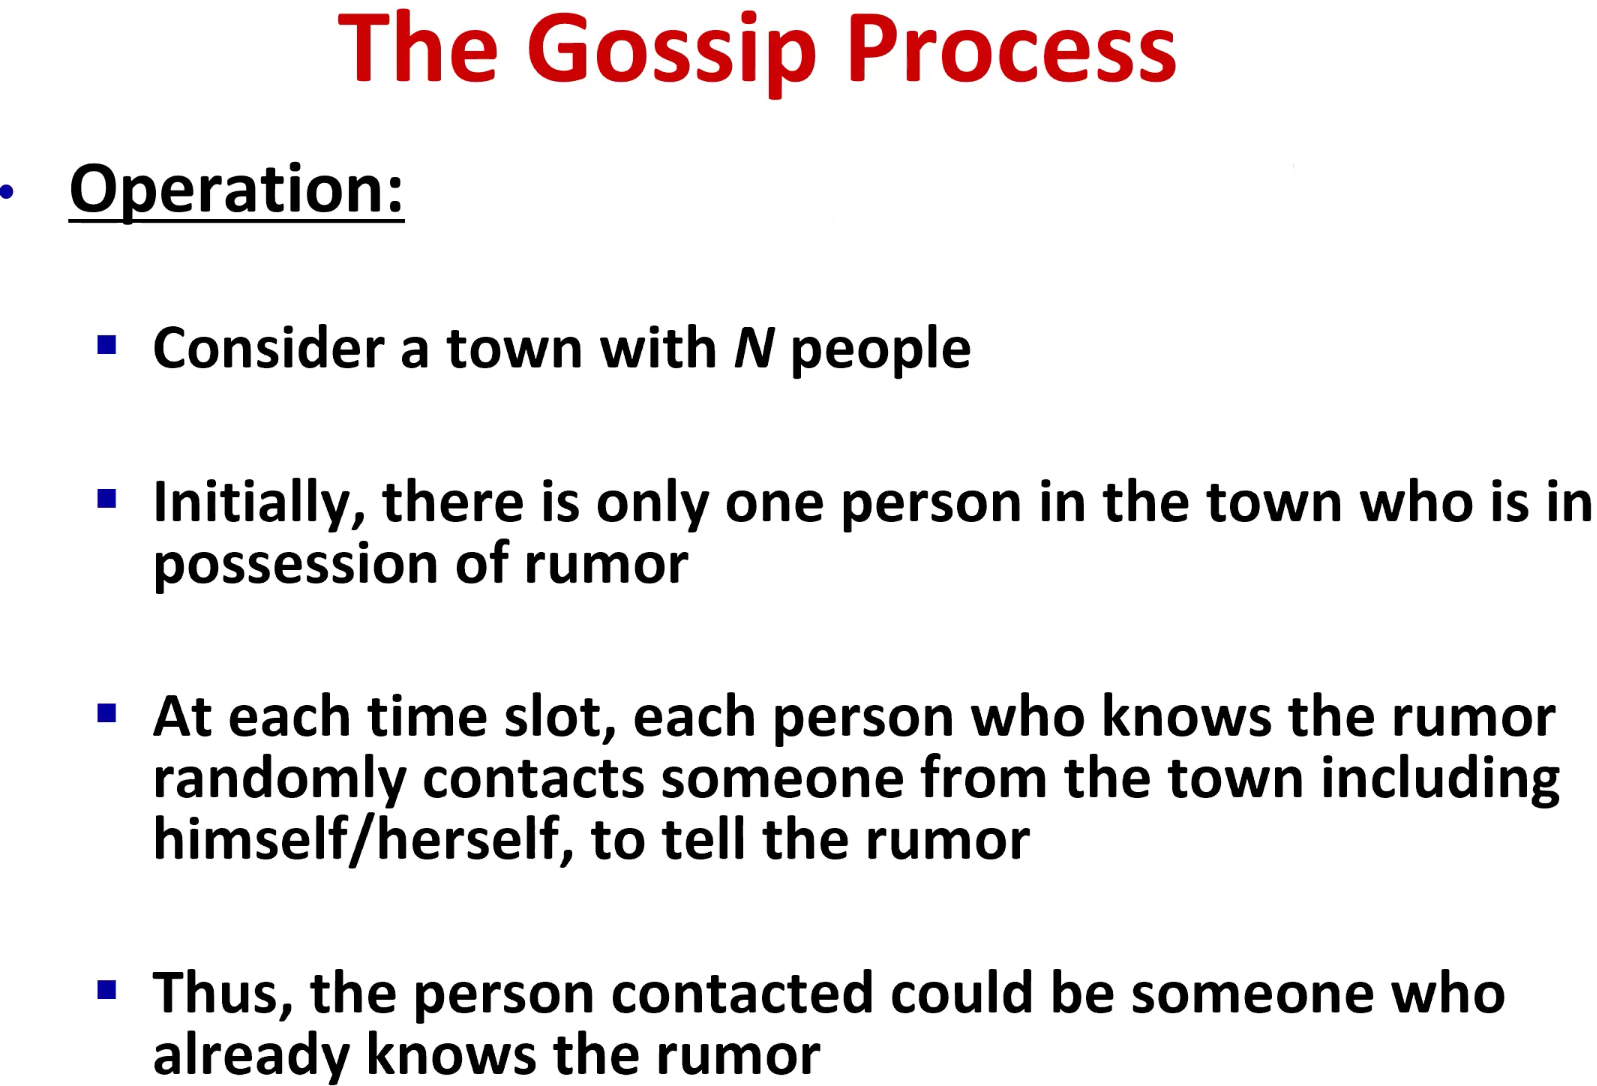 The Gossip Process
• Operation:
▪ Consider a town with N people
▪ Initially, there is only one person in the town who is in
possession of rumor
▪ At each time slot, each person who knows the rumor
randomly contacts someone from the town including
himself/herself, to tell the rumor
▪ Thus, the person contacted could be someone who
already knows the rumor